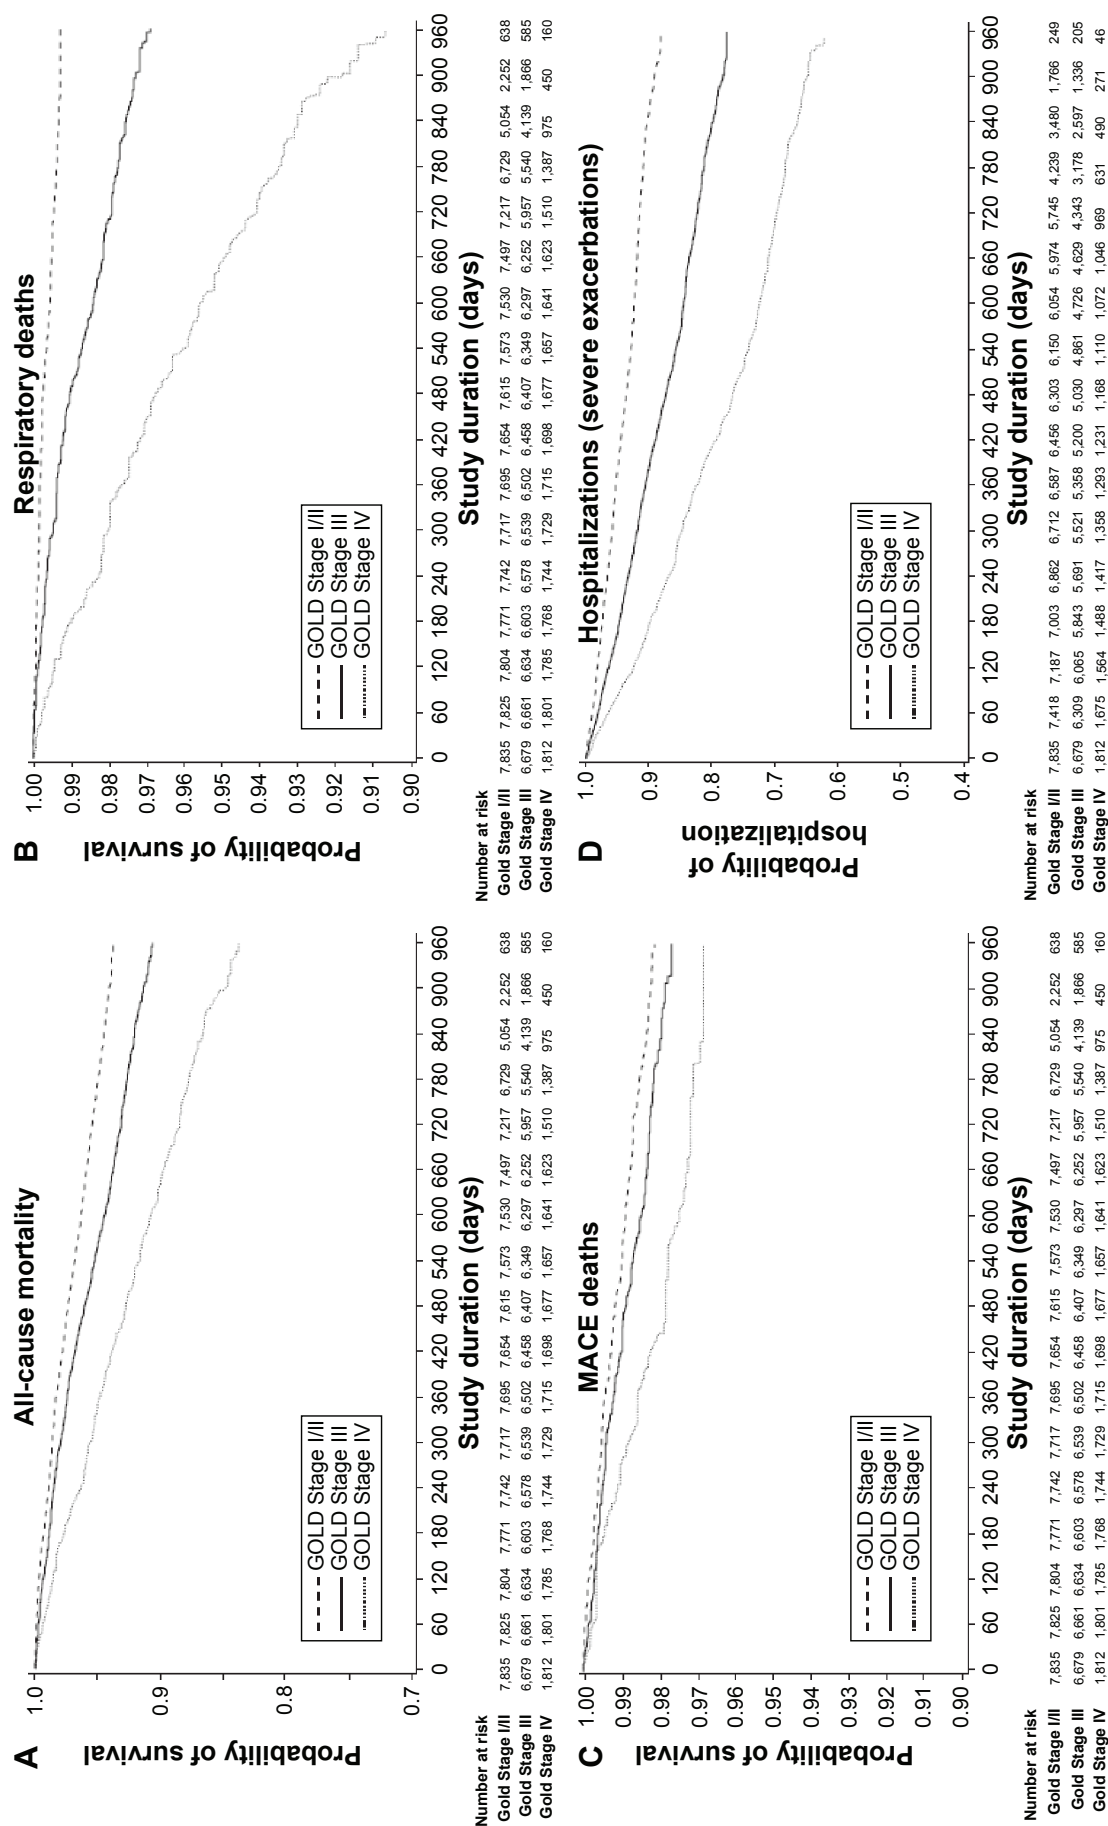 A
All-cause mortality
Probability of survival
1.0
0.9
0.8
0.7
GOLD Stage I/II
GOLD Stage III
GOLD Stage IV
0 60 120 180 240 300 360 420 480 540 600 660 720 780 840 900 960
Study duration (days)
Number at risk
Gold Stage I/II 7,835 7,825 7,804 7,771 7,742 7,717 7,695 7,654 7,615 7,573 7,530 7,497 7,217 6,729 5,054 2,252 638
Gold Stage III 6,679 6,661 6,634 6,603 6,578 6,539 6,502 6,458 6,407 6,349 6,297 6,252 5,957 5,540 4,139 1,866 585
Gold Stage IV 1,812 1,801 1,785 1,768 1,744 1,729 1,715 1,698 1,677 1,657 1,641 1,623 1,510 1,387 975 450 160
B
Respiratory deaths
Probability of survival
1.00
0.99
0.98
0.97
0.96
0.95
0.94
0.93
0.92
0.91
0.90
GOLD Stage I/II
GOLD Stage III
GOLD Stage IV
0 60 120 180 240 300 360 420 480 540 600 660 720 780 840 900 960
Study duration (days)
Number at risk
Gold Stage I/II 7,835 7,825 7,804 7,771 7,742 7,717 7,695 7,654 7,615 7,573 7,530 7,497 7,217 6,729 5,054 2,252 638
Gold Stage III 6,679 6,661 6,634 6,603 6,578 6,539 6,502 6,458 6,407 6,349 6,297 6,252 5,957 5,540 4,139 1,866 585
Gold Stage IV 1,812 1,801 1,785 1,768 1,744 1,729 1,715 1,698 1,677 1,657 1,641 1,623 1,510 1,387 975 450 160
C
MACE deaths
Probability of survival
1.00
0.99
0.98
0.97
0.96
0.95
0.94
0.93
0.92
0.91
0.90
GOLD Stage I/II
GOLD Stage III
GOLD Stage IV
0 60 120 180 240 300 360 420 480 540 600 660 720 780 840 900 960
Study duration (days)
Number at risk
Gold Stage I/II 7,835 7,825 7,804 7,771 7,742 7,717 7,695 7,654 7,615 7,573 7,530 7,497 7,217 6,729 5,054 2,252 638
Gold Stage III 6,679 6,661 6,634 6,603 6,578 6,539 6,502 6,458 6,407 6,349 6,297 6,252 5,957 5,540 4,139 1,866 585
Gold Stage IV 1,812 1,801 1,785 1,768 1,744 1,729 1,715 1,698 1,677 1,657 1,641 1,623 1,510 1,387 975 450 160
D
Hospitalizations (severe exacerbations)
Probability of
hospitalization
1.0
0.9
0.8
0.7
0.6
0.5
0.4
GOLD Stage I/II
GOLD Stage III
GOLD Stage IV
0 60 120 180 240 300 360 420 480 540 600 660 720 780 840 900 960
Study duration (days)
Number at risk
Gold Stage I/II 7,835 7,418 7,187 7,003 6,862 6,712 6,587 6,456 6,303 6,150 6,054 5,974 5,745 4,239 3,480 1,766 249
Gold Stage III 6,679 6,309 6,065 5,843 5,691 5,521 5,358 5,200 5,030 4,861 4,726 4,629 4,343 3,178 2,597 1,336 205
Gold Stage IV 1,812 1,675 1,564 1,488 1,417 1,358 1,293 1,231 1,168 1,110 1,072 1,046 969 631 490 271 46